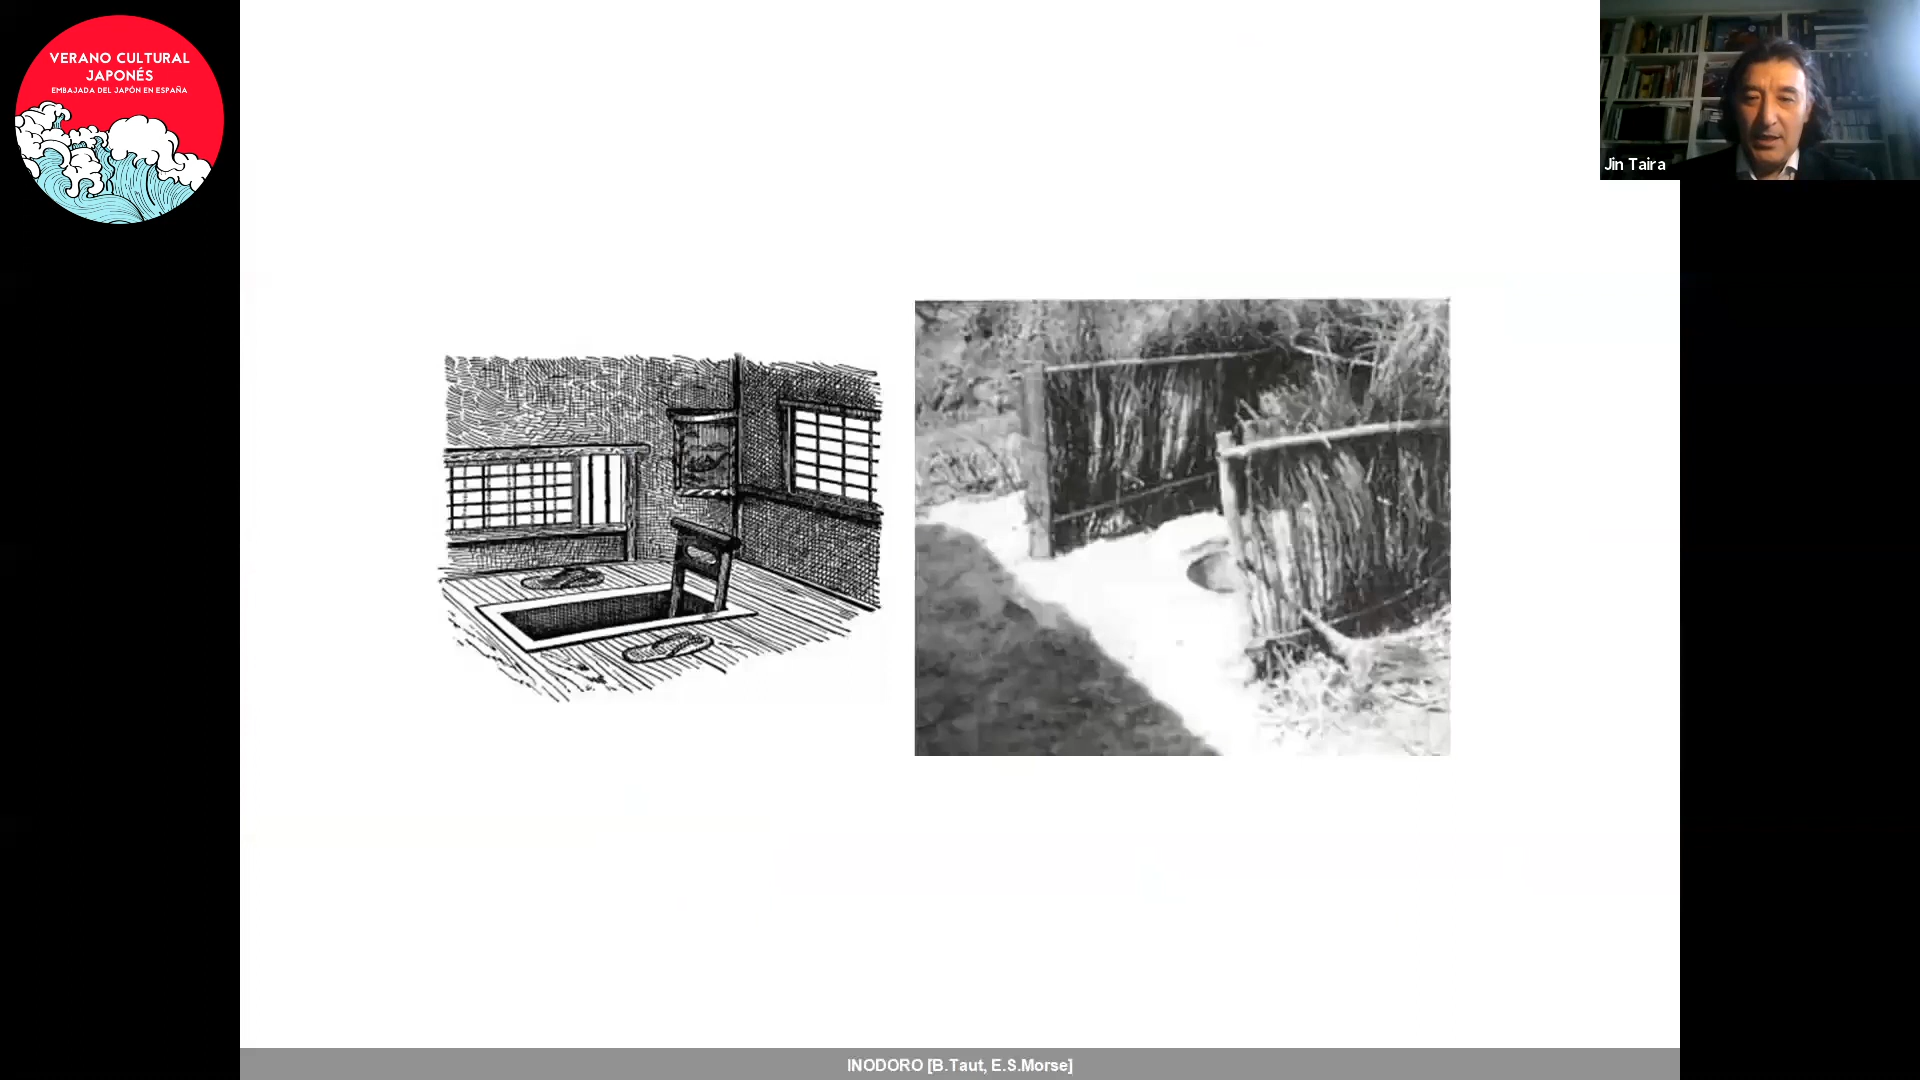 VERANO CULTURAL
JAPONÉS
EMBAJADA DEL JAPÓN EN ESPAÑA
Jin Taira
INODORO [B.Taut, E.S.Morse]